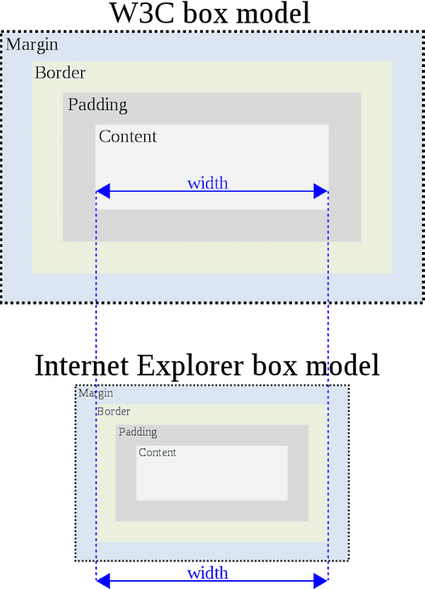 W3C box model
Margin
Border
Padding
Content
width
Internet Explorer box model
Margin
Border
Padding
Content
width